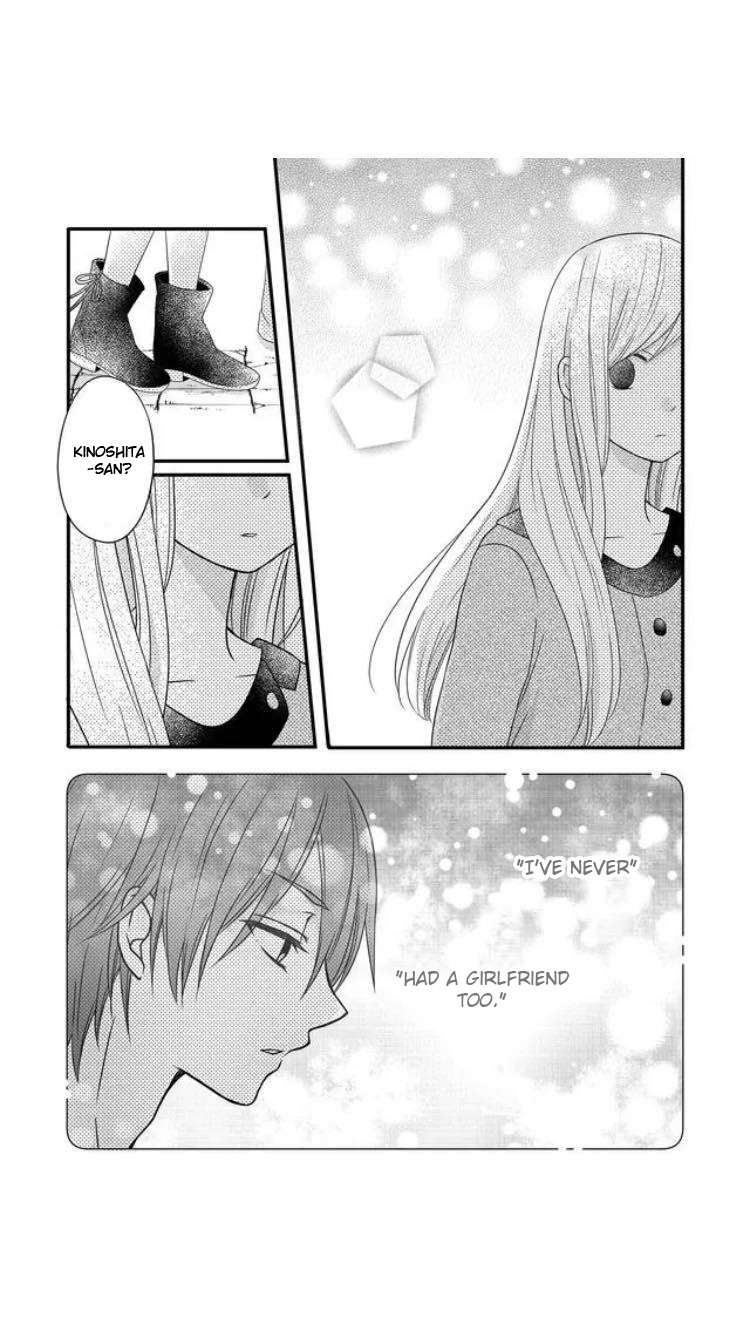 KINOSHITA
-SAN?
"I'VE NEVER"
"HAD A GIRLFRIEND
TOO."